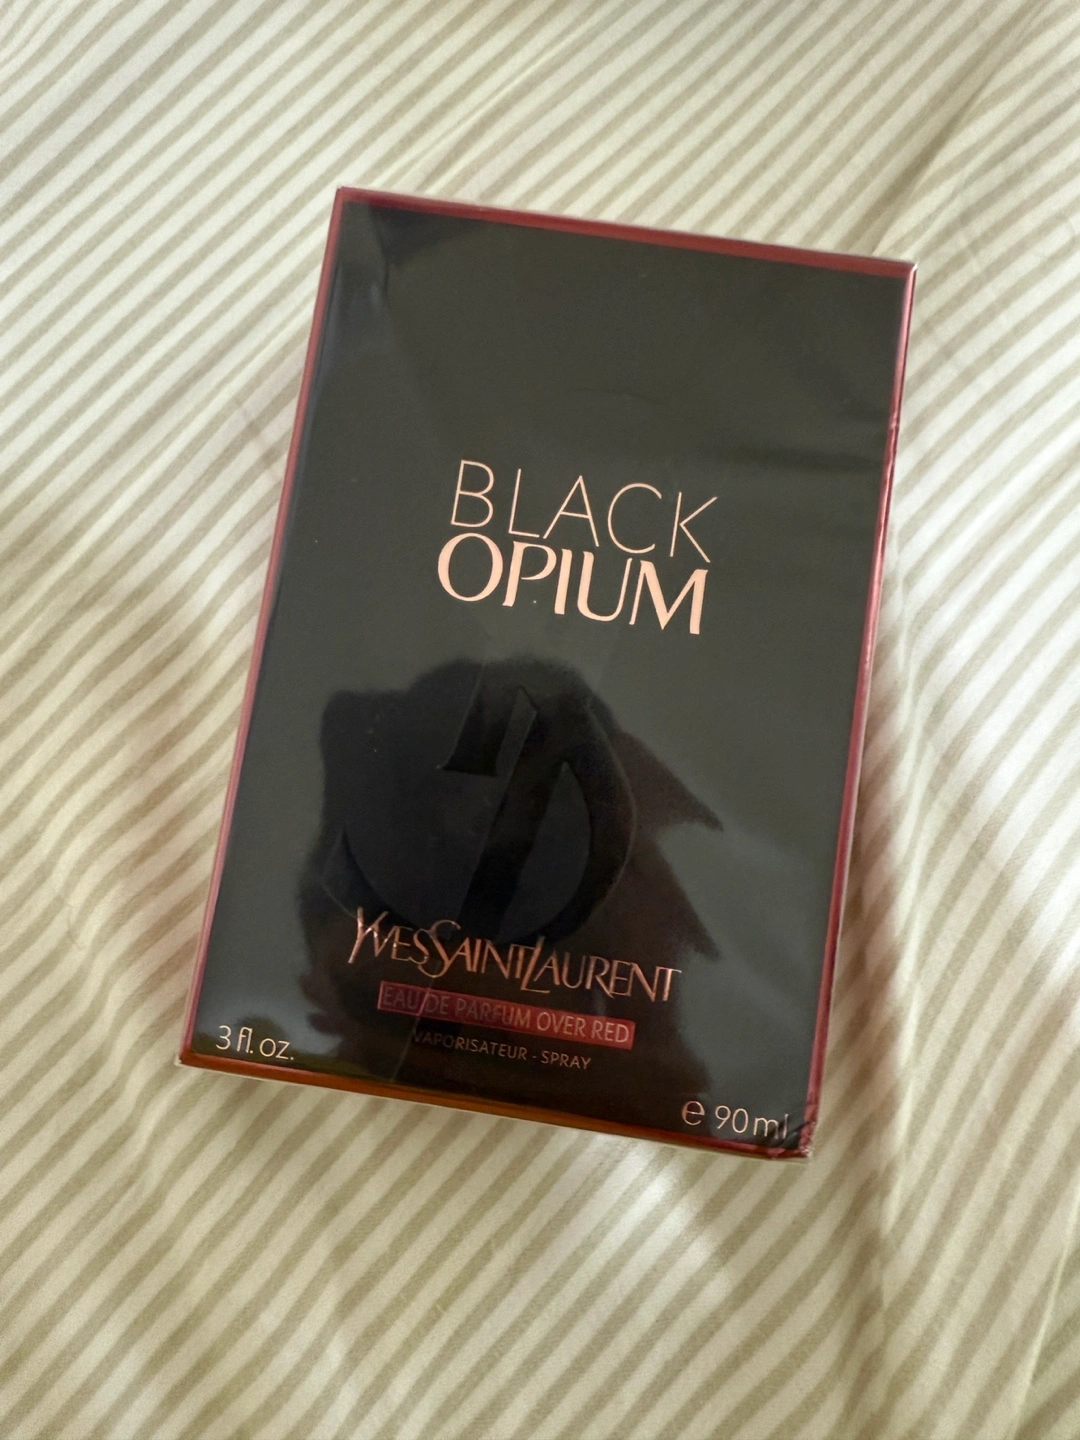 BLACK
OPIUM
YVESSAINTLAURENT
EAU DE PARFUM OVER RED
VAPORISATEUR - SPRAY
3 fl. oz.
e 90 ml